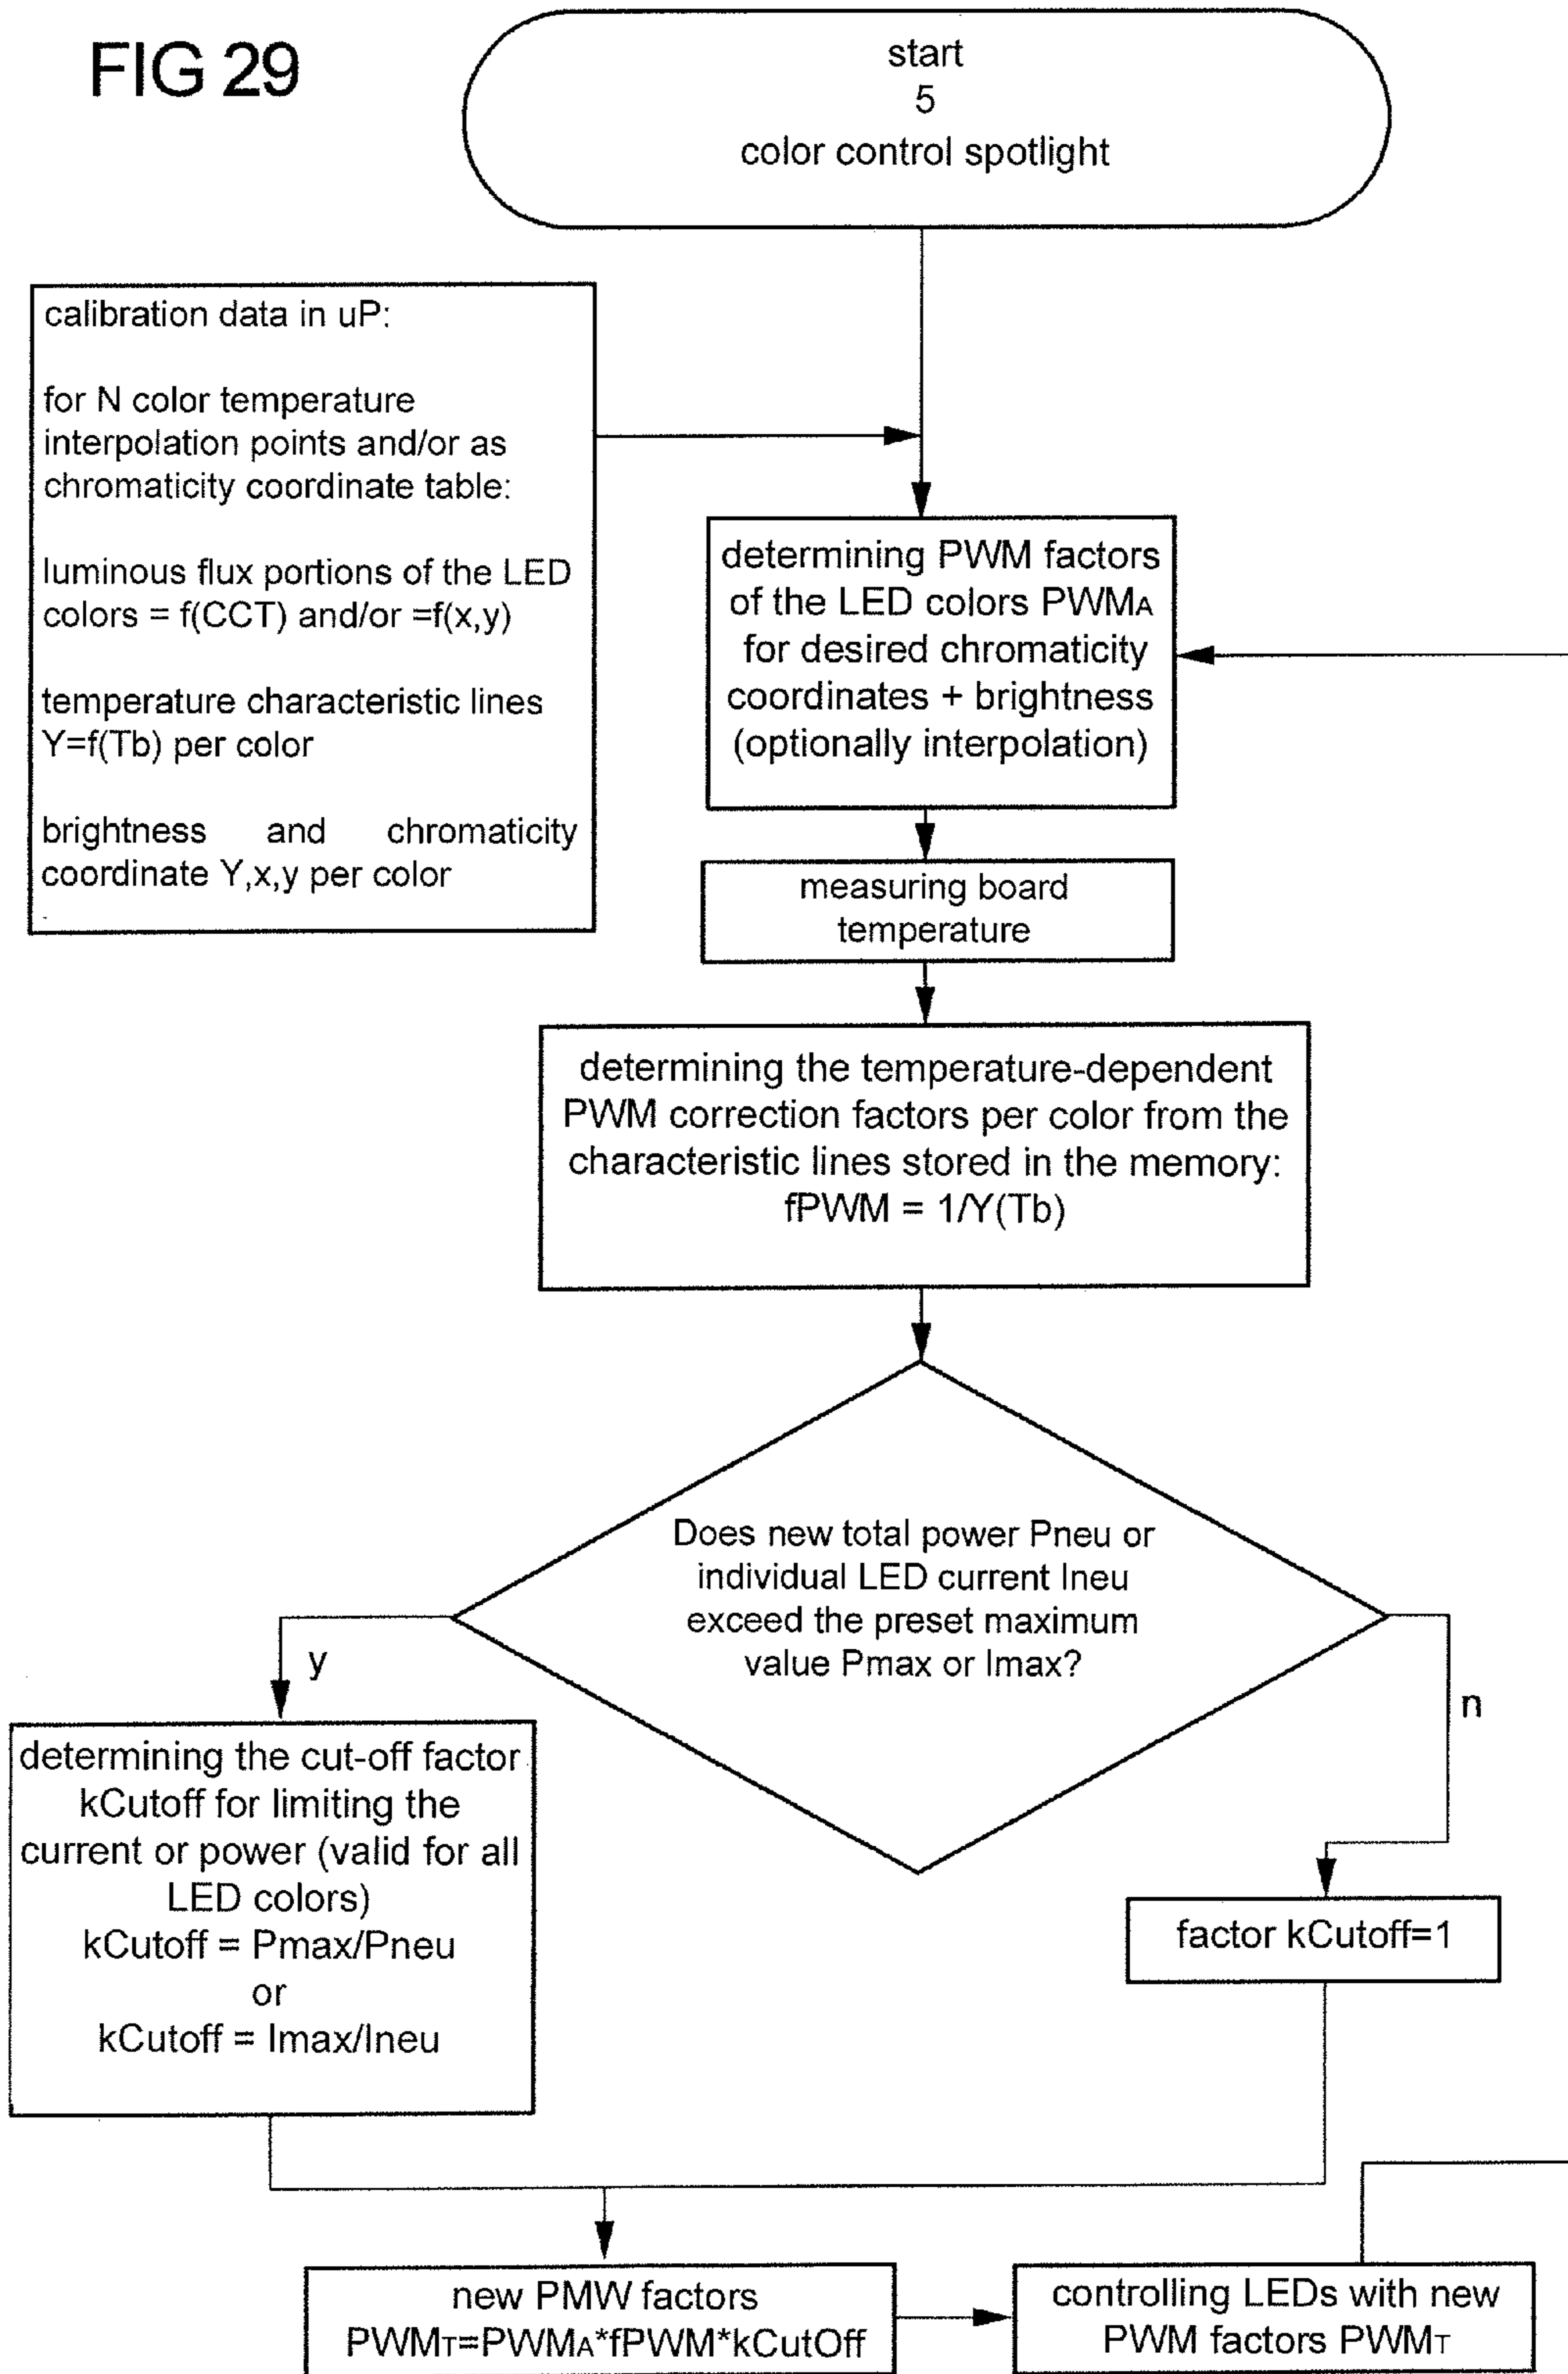 FIG 29
start
5
color control spotlight
calibration data in uP:
for N color temperature
interpolation points and/or as
chromaticity coordinate table:
luminous flux portions of the LED
colors = f(CCT) and/or =f(x,y)
temperature characteristic lines
Y=f(Tb) per color
brightness and chromaticity
coordinate Y,x,y per color
determining PWM factors
of the LED colors PWMA
for desired chromaticity
coordinates + brightness
(optionally interpolation)
measuring board
temperature
determining the temperature-dependent
PWM correction factors per color from the
characteristic lines stored in the memory:
fPWM = 1/Y(Tb)
Does new total power Pneu or
individual LED current Ineu
exceed the preset maximum
value Pmax or Imax?
y
n
determining the cut-off factor
kCutoff for limiting the
current or power (valid for all
LED colors)
kCutoff = Pmax/Pneu
or
kCutoff = Imax/Ineu
factor kCutoff=1
new PMW factors
PWMT=PWMA*fPWM*kCutOff
controlling LEDs with new
PWM factors PWMT